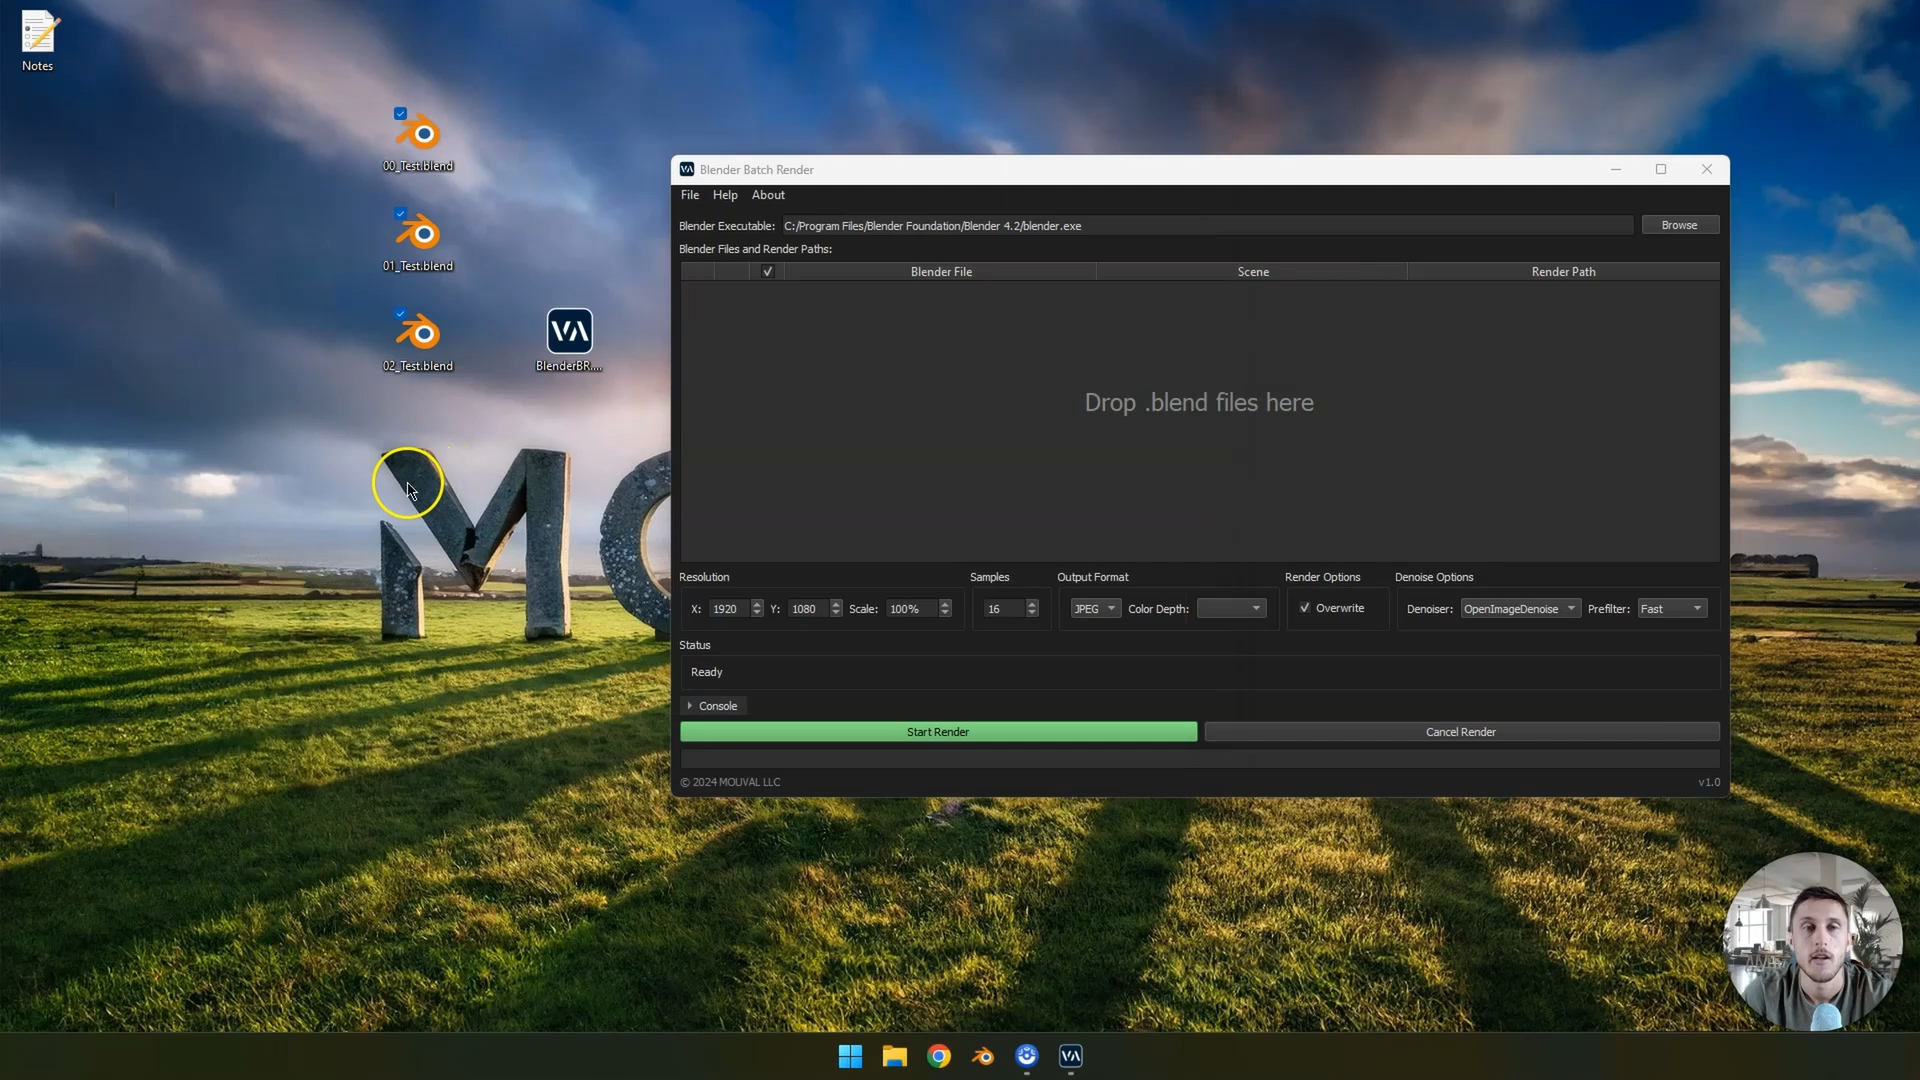 Notes
00_Test.blend
01_Test.blend
02_Test.blend
BlenderBR....
Blender Batch Render
File Help About
Blender Executable: C:/Program Files/Blender Foundation/Blender 4.2/blender.exe Browse
Blender Files and Render Paths:
Blender File Scene Render Path
Drop .blend files here
Resolution Samples Output Format Render Options Denoise Options
X: 1920 Y: 1080 Scale: 100% 16 JPEG Color Depth: Overwrite Denoiser: OpenImageDenoise Prefilter: Fast
Status
Ready
Console
Start Render Cancel Render
© 2024 MOUVAL LLC v1.0